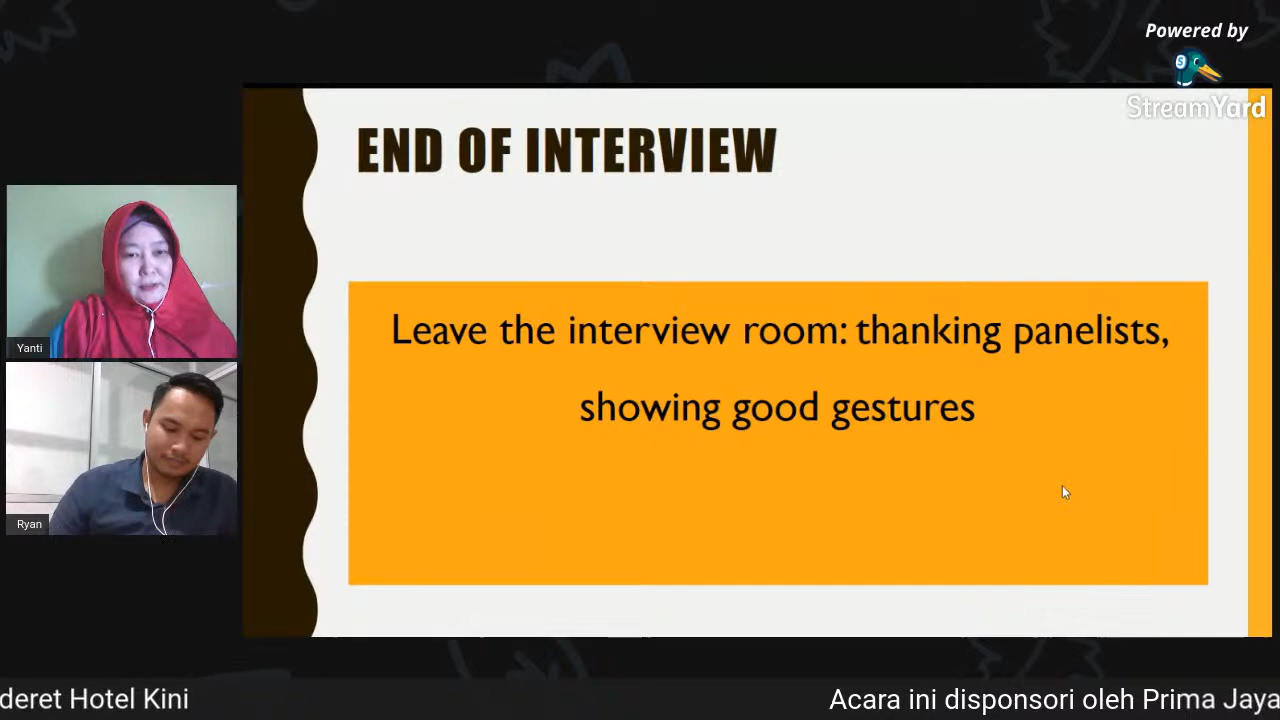 Powered by
StreamYard
END OF INTERVIEW
Leave the interview room: thanking panelists,
showing good gestures
Yanti
Ryan
deret Hotel Kini
Acara ini disponsori oleh Prima Jaya